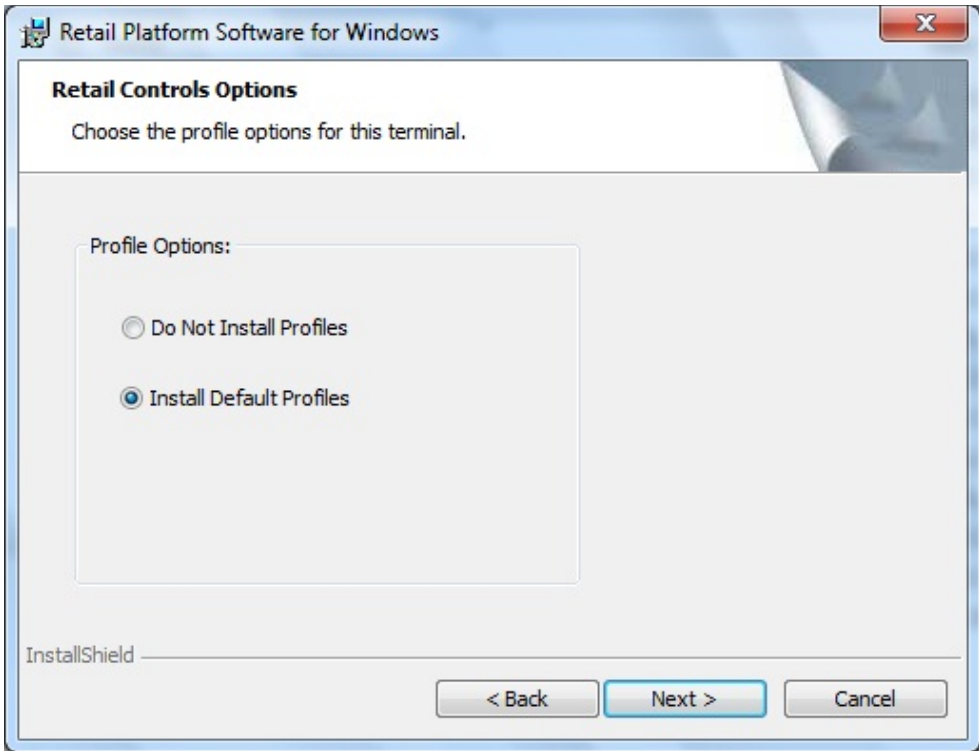 Retail Platform Software for Windows
Retail Controls Options
Choose the profile options for this terminal.
Profile Options:
Do Not Install Profiles
Install Default Profiles
InstallShield
< Back Next > Cancel